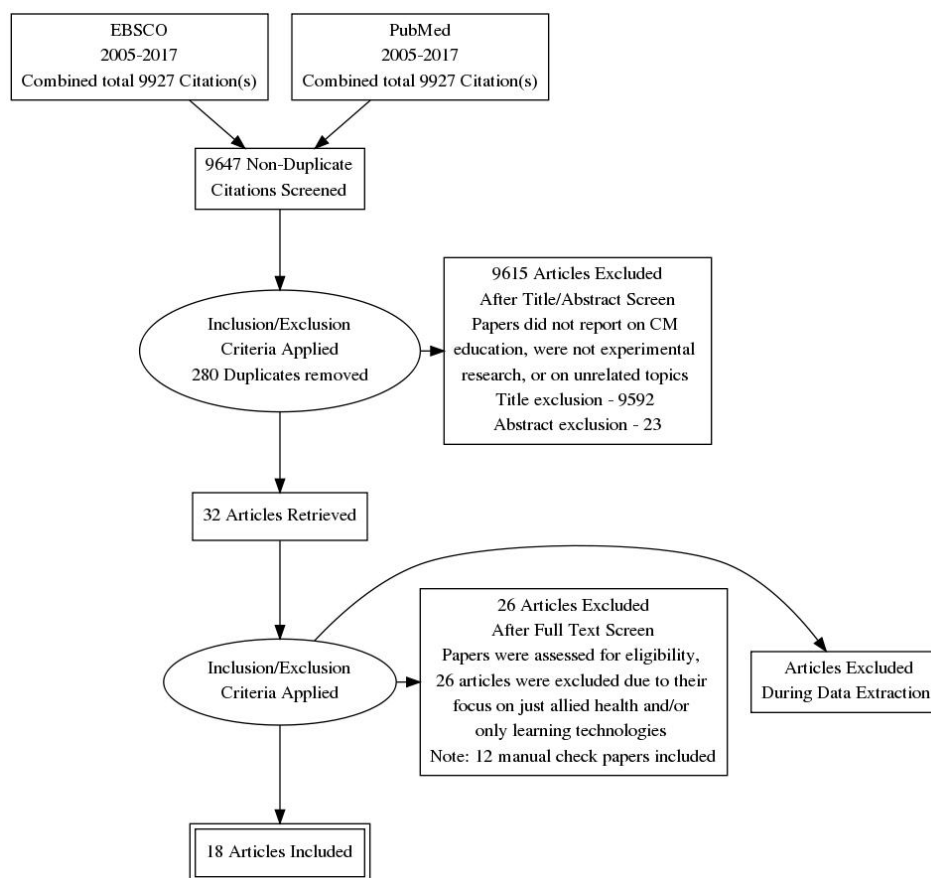 EBSCO
2005-2017
Combined total 9927 Citation(s)
PubMed
2005-2017
Combined total 9927 Citation(s)
9647 Non-Duplicate
Citations Screened
Inclusion/Exclusion
Criteria Applied
280 Duplicates removed
9615 Articles Excluded
After Title/Abstract Screen
Papers did not report on CM
education, were not experimental
research, or on unrelated topics
Title exclusion - 9592
Abstract exclusion - 23
32 Articles Retrieved
Inclusion/Exclusion
Criteria Applied
26 Articles Excluded
After Full Text Screen
Papers were assessed for eligibility,
26 articles were excluded due to their
focus on just allied health and/or
only learning technologies
Note: 12 manual check papers included
Articles Excluded
During Data Extraction
18 Articles Included